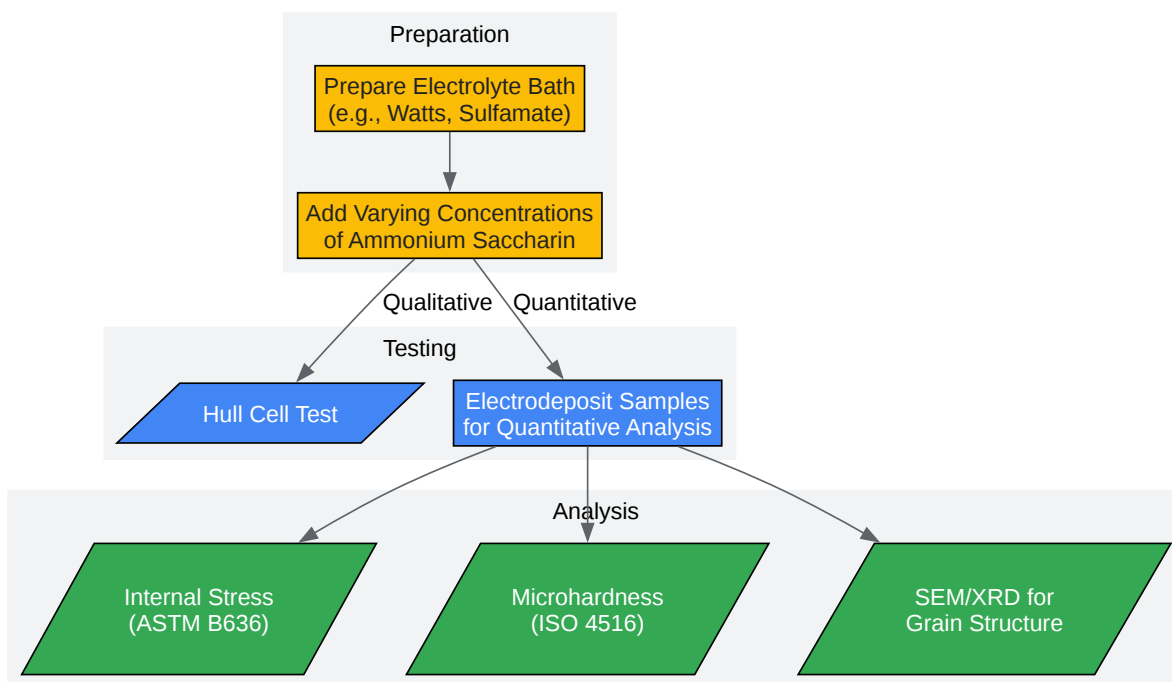 Preparation
Prepare Electrolyte Bath
(e.g., Watts, Sulfamate)
Add Varying Concentrations
of Ammonium Saccharin
Qualitative
Quantitative
Testing
Hull Cell Test
Electrodeposit Samples
for Quantitative Analysis
Analysis
Internal Stress
(ASTM B636)
Microhardness
(ISO 4516)
SEM/XRD for
Grain Structure